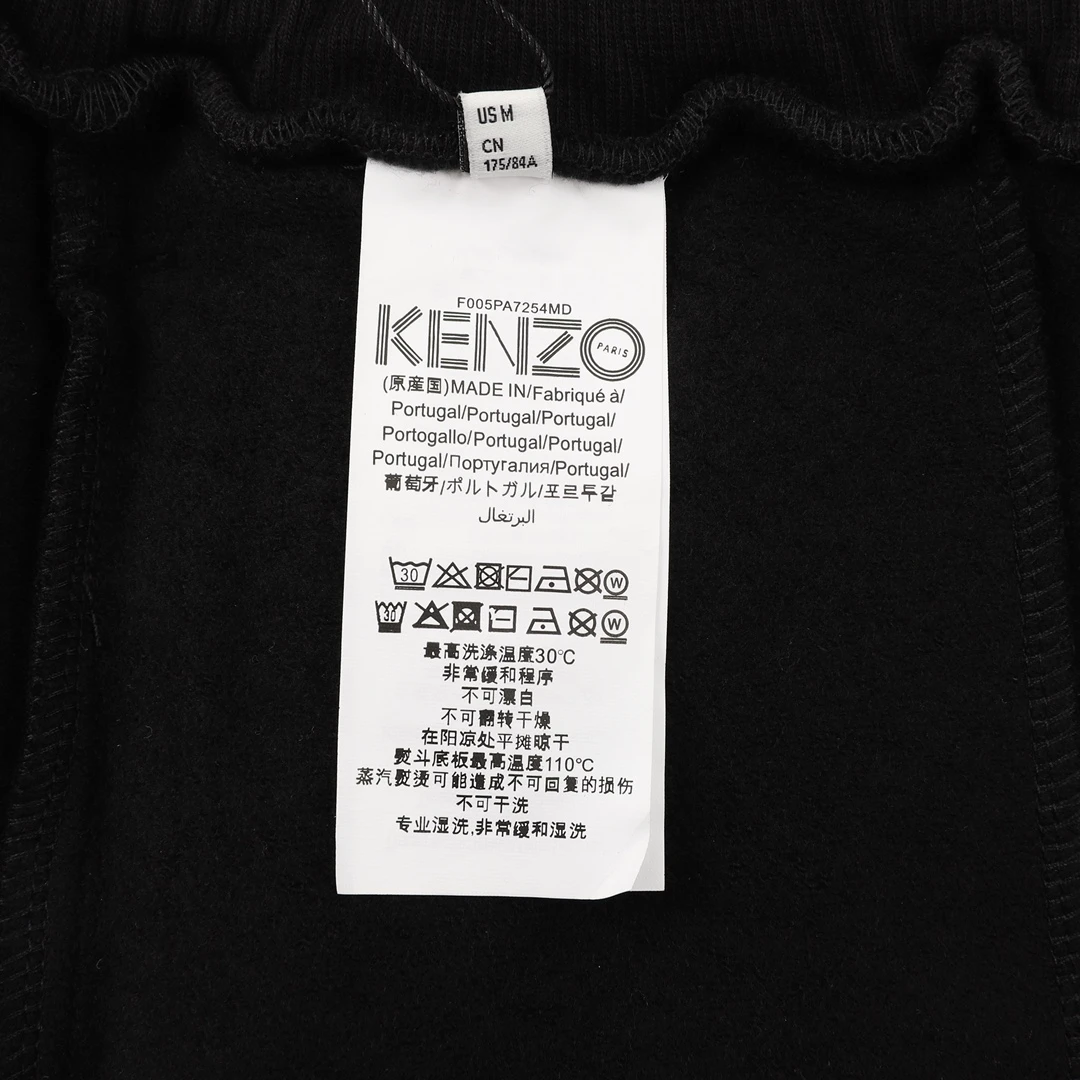 US M
CN
175/84A
F005PA7254MD
KENZO
PARIS
(原産国)MADE IN/Fabriqué à/
Portugal/Portugal/Portugal/
Portogallo/Portugal/Portugal/
Portugal/Португалия/Portugal/
葡萄牙/ポルトガル/포르투갈
البرتغال
30
W
30
W
最高洗涤温度30℃
非常缓和程序
不可漂白
不可翻转干燥
在阳凉处平摊晾干
熨斗底板最高温度110℃
蒸汽熨烫可能造成不可回复的损伤
不可干洗
专业湿洗,非常缓和湿洗